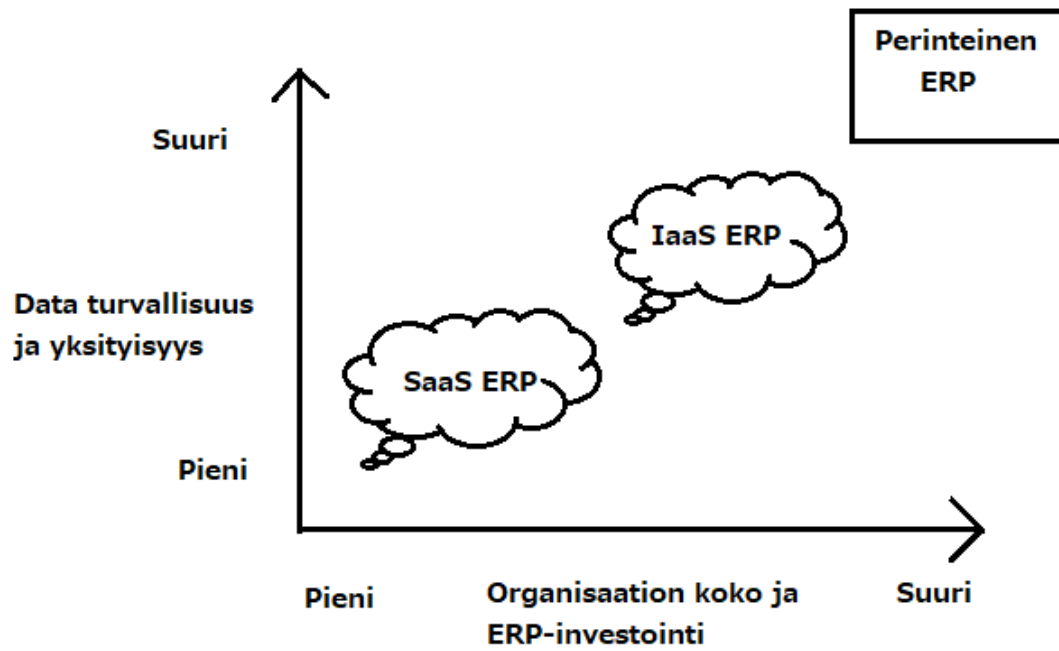 Perinteinen
ERP
Suuri
IaaS ERP
Data turvallisuus
ja yksityisyys
SaaS ERP
Pieni
Pieni
Organisaation koko ja
ERP-investointi
Suuri